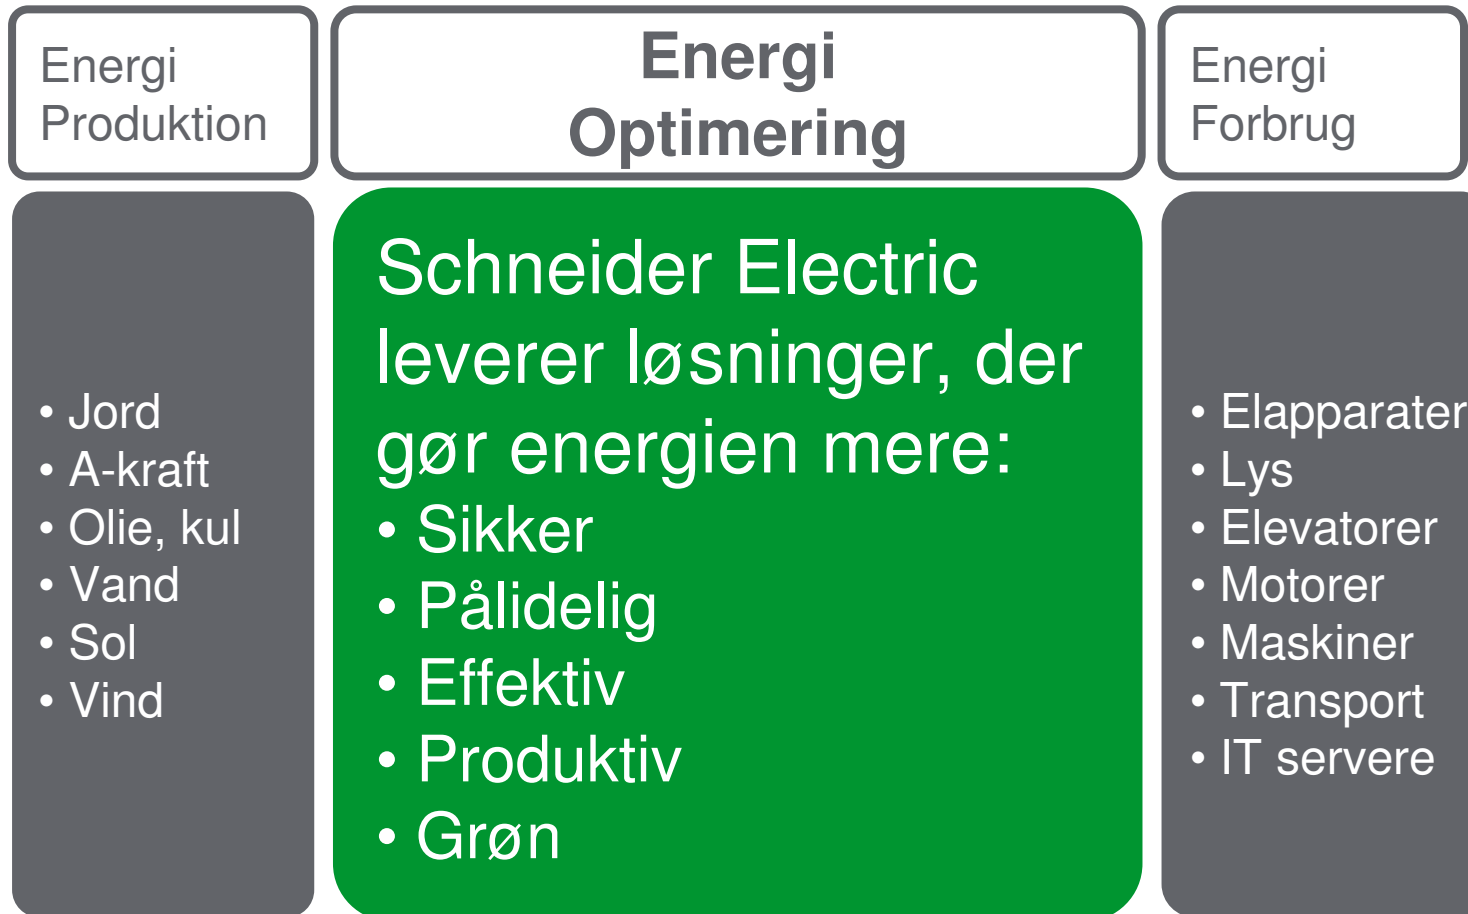 Energi
Produktion
Energi
Optimering
Energi
Forbrug
• Jord
• A-kraft
• Olie, kul
• Vand
• Sol
• Vind
Schneider Electric
leverer løsninger, der
gør energien mere:
• Sikker
• Pålidelig
• Effektiv
• Produktiv
• Grøn
• Elapparater
• Lys
• Elevatorer
• Motorer
• Maskiner
• Transport
• IT servere